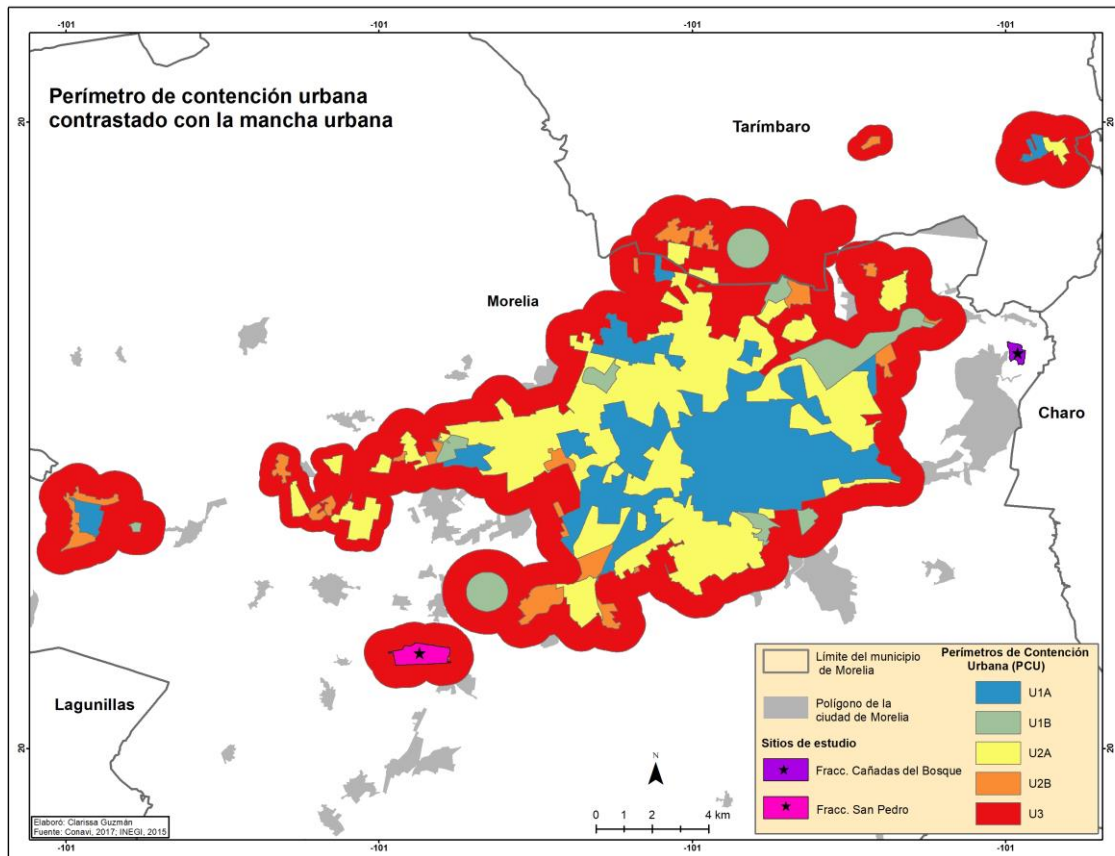 -101
-101
-101
-101
Perímetro de contención urbana
contrastado con la mancha urbana
20
20
Tarímbaro
Morelia
Charo
Lagunillas
20
20
Límite del municipio
de Morelia
Polígono de la
ciudad de Morelia
Sitios de estudio
Fracc. Cañadas del Bosque
Fracc. San Pedro
Perímetros de Contención
Urbana (PCU)
U1A
U1B
U2A
U2B
U3
N
0 1 2 4 km
Elaboró: Clarissa Guzmán
Fuente: Conavi, 2017; INEGI, 2015
-101
-101
-101
-101